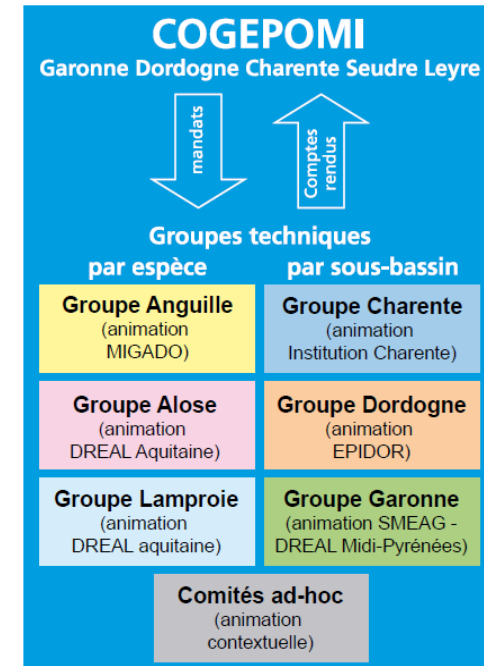 COGEPOMI
Garonne Dordogne Charente Seudre Leyre
mandats
Comptes
rendus
Groupes techniques
par espèce
par sous-bassin
Groupe Anguille
(animation
MIGADO)
Groupe Charente
(animation
Institution Charente)
Groupe Alose
(animation
DREAL Aquitaine)
Groupe Dordogne
(animation
EPIDOR)
Groupe Lamproie
(animation
DREAL aquitaine)
Groupe Garonne
(animation SMEAG -
DREAL Midi-Pyrénées)
Comités ad-hoc
(animation
contextuelle)